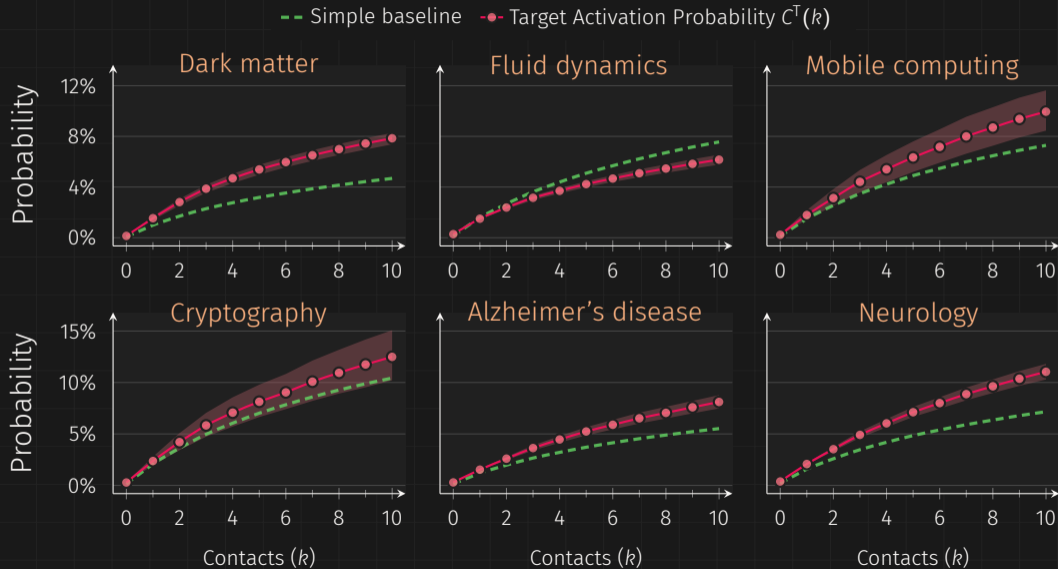 Simple baseline
Target Activation Probability Cᵀ(k)
Dark matter
Fluid dynamics
Mobile computing
Probability
12%
8%
4%
0%
0 2 4 6 8 10
0 2 4 6 8 10
0 2 4 6 8 10
Cryptography
Alzheimer's disease
Neurology
Probability
15%
10%
5%
0%
0 2 4 6 8 10
0 2 4 6 8 10
0 2 4 6 8 10
Contacts (k)
Contacts (k)
Contacts (k)